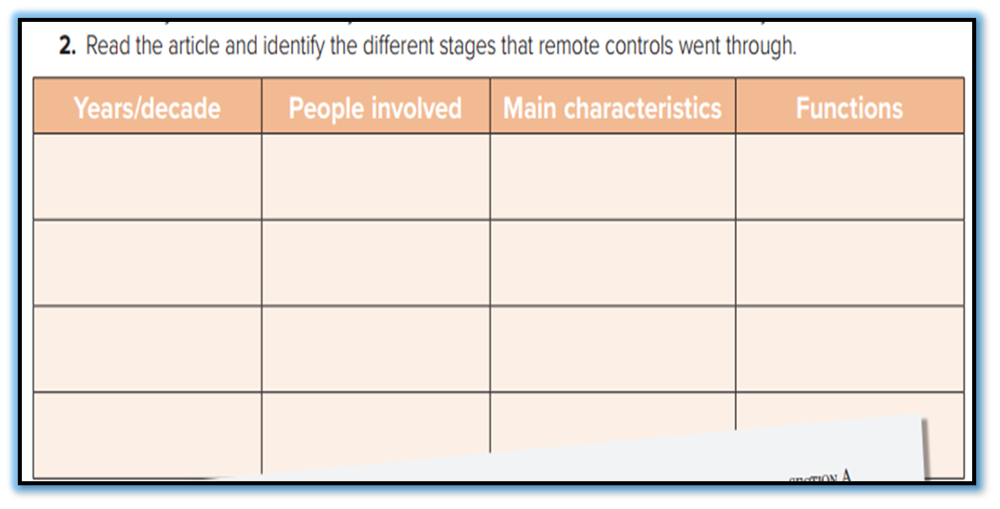 2. Read the article and identify the different stages that remote controls went through.
Years/decade People involved Main characteristics Functions
SECTION A